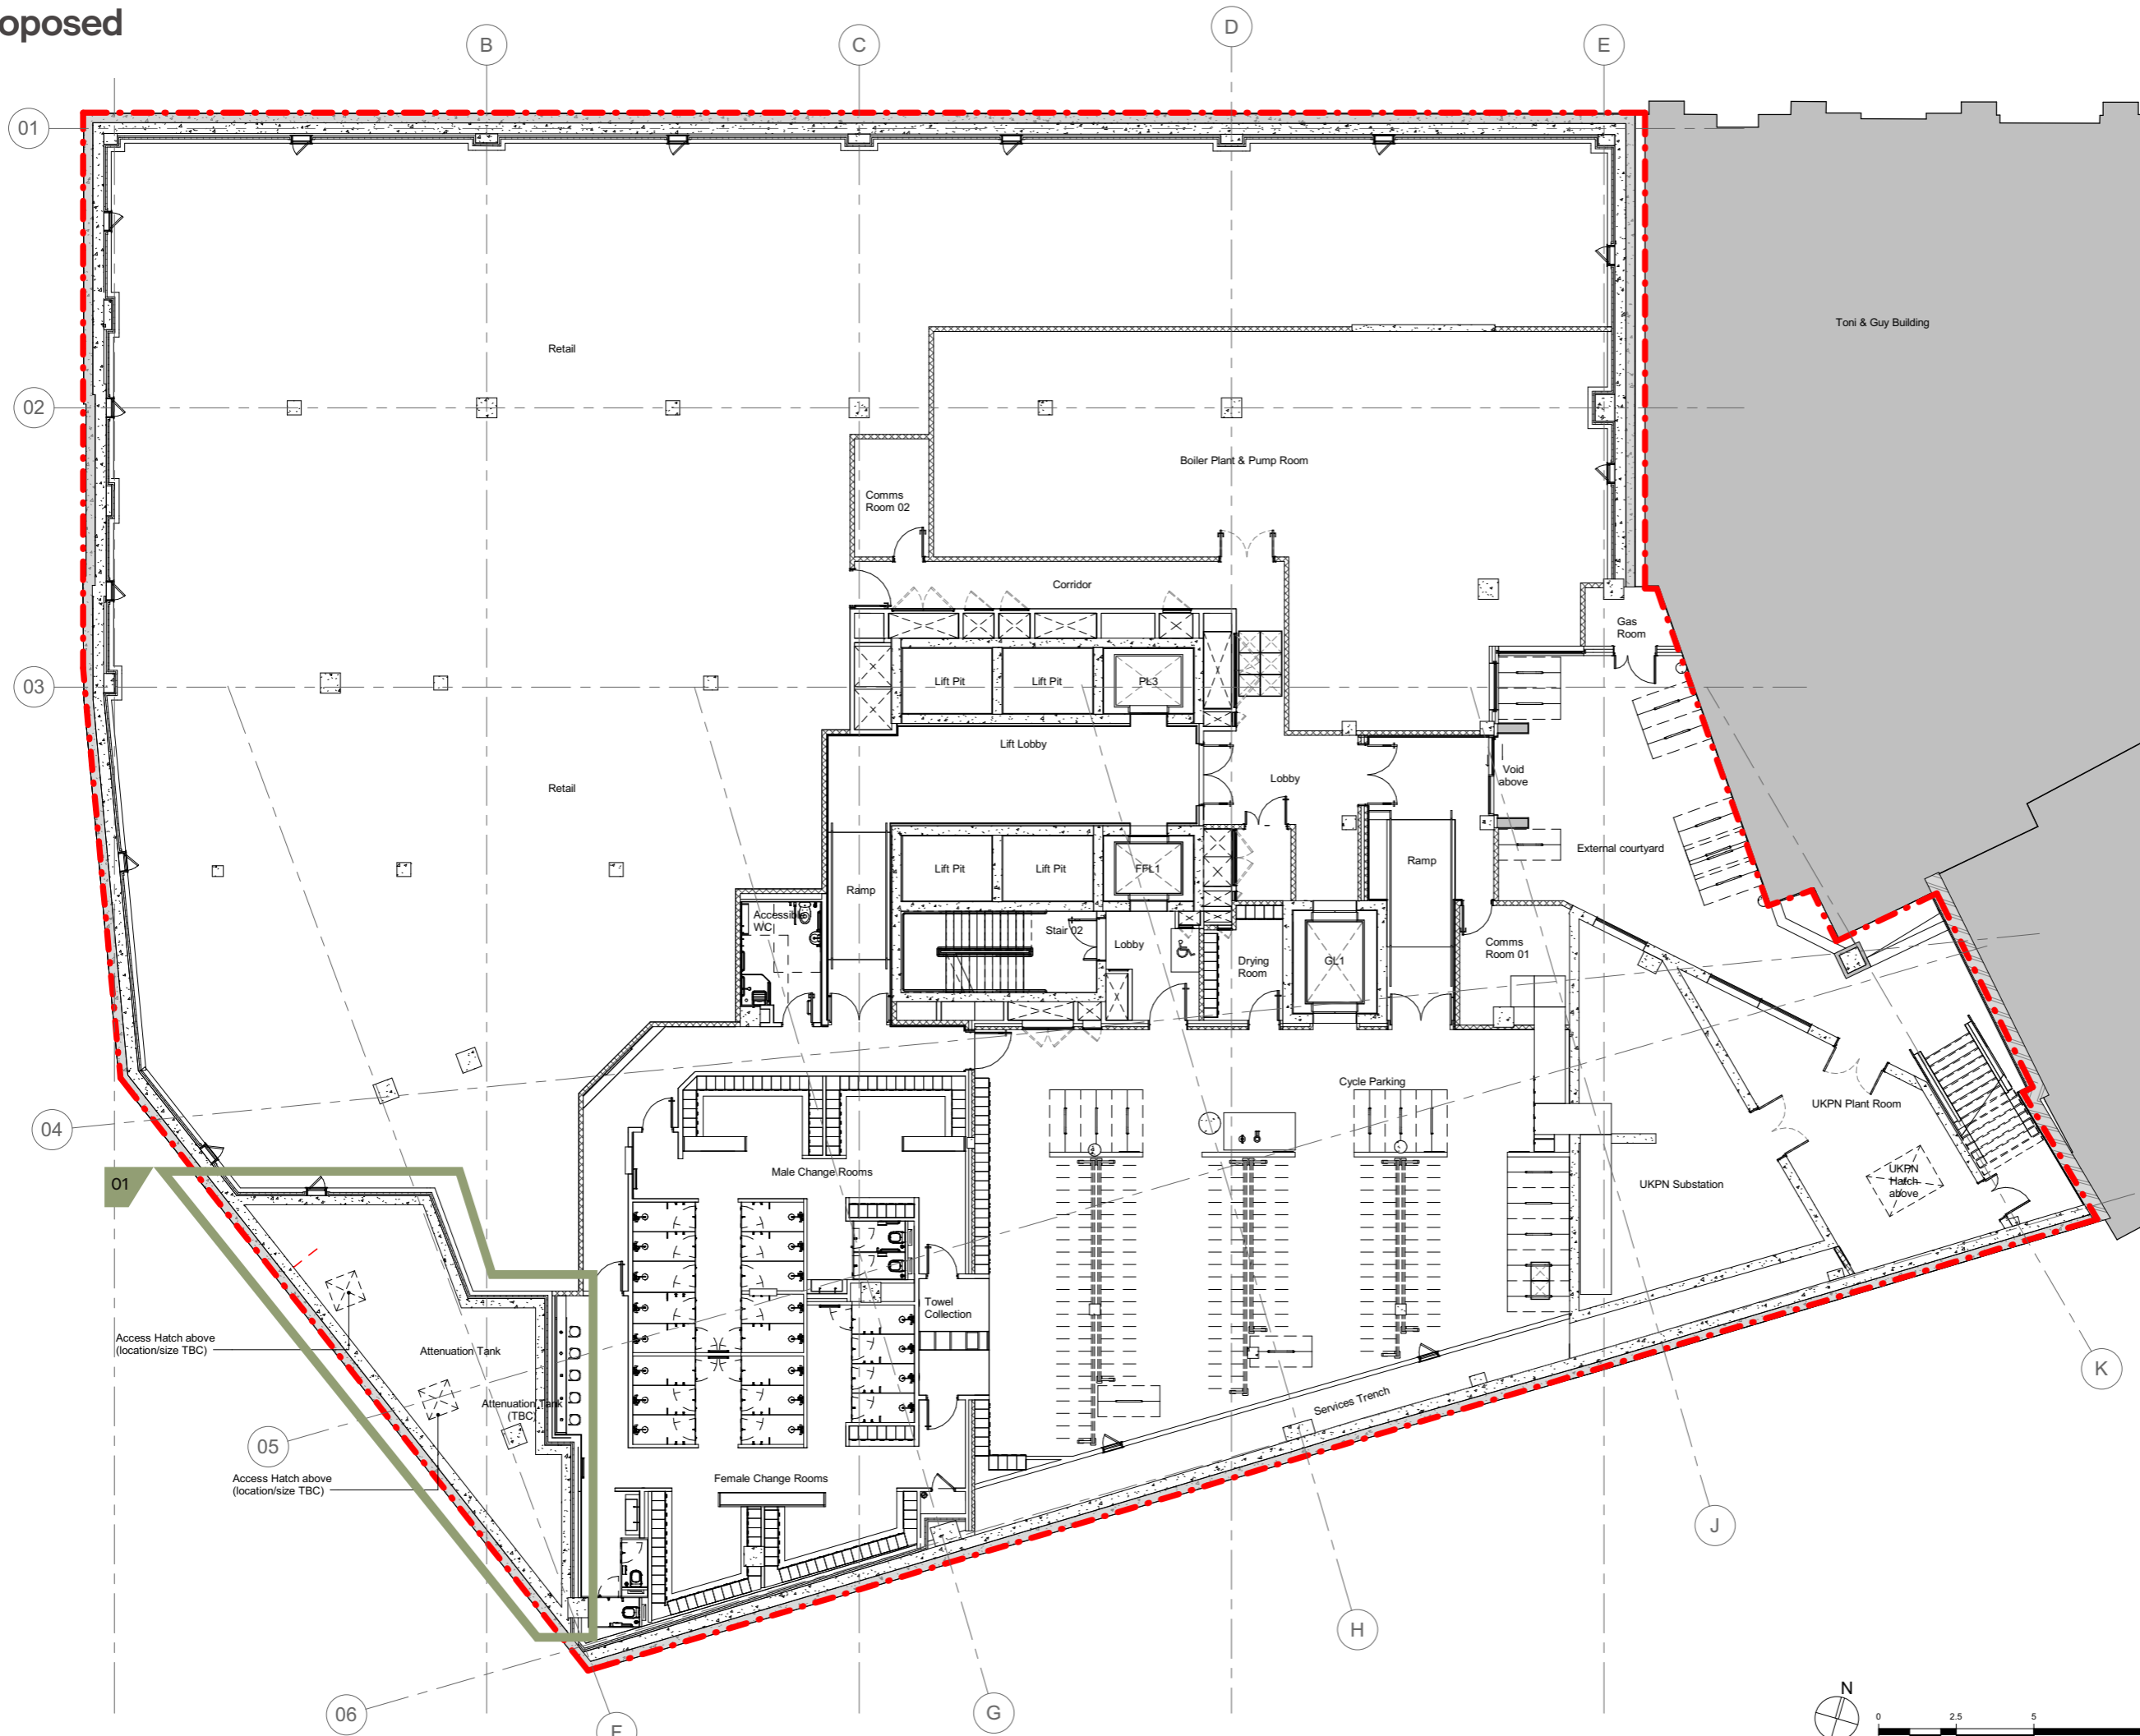 oposed
B
C
D
E
01
Toni & Guy Building
Retail
02
Boiler Plant & Pump Room
Comms
Room 02
Corridor
Gas
Room
03
Lift Pit
Lift Pit
PL3
Lift Lobby
Void
above
Lobby
Retail
External courtyard
Ramp
Lift Pit
Lift Pit
FFL1
Ramp
Accessible
WC
Stair 02
Lobby
Comms
Room 01
Drying
Room
GL1
Cycle Parking
04
UKPN Plant Room
Male Change Rooms
01
UKPN Substation
UKPN
Hatch
above
Towel
Collection
Access Hatch above
(location/size TBC)
Attenuation Tank
K
Attenuation Tank
(TBC)
Services Trench
05
Access Hatch above
(location/size TBC)
Female Change Rooms
J
H
N
06
G
F
0
2.5
5